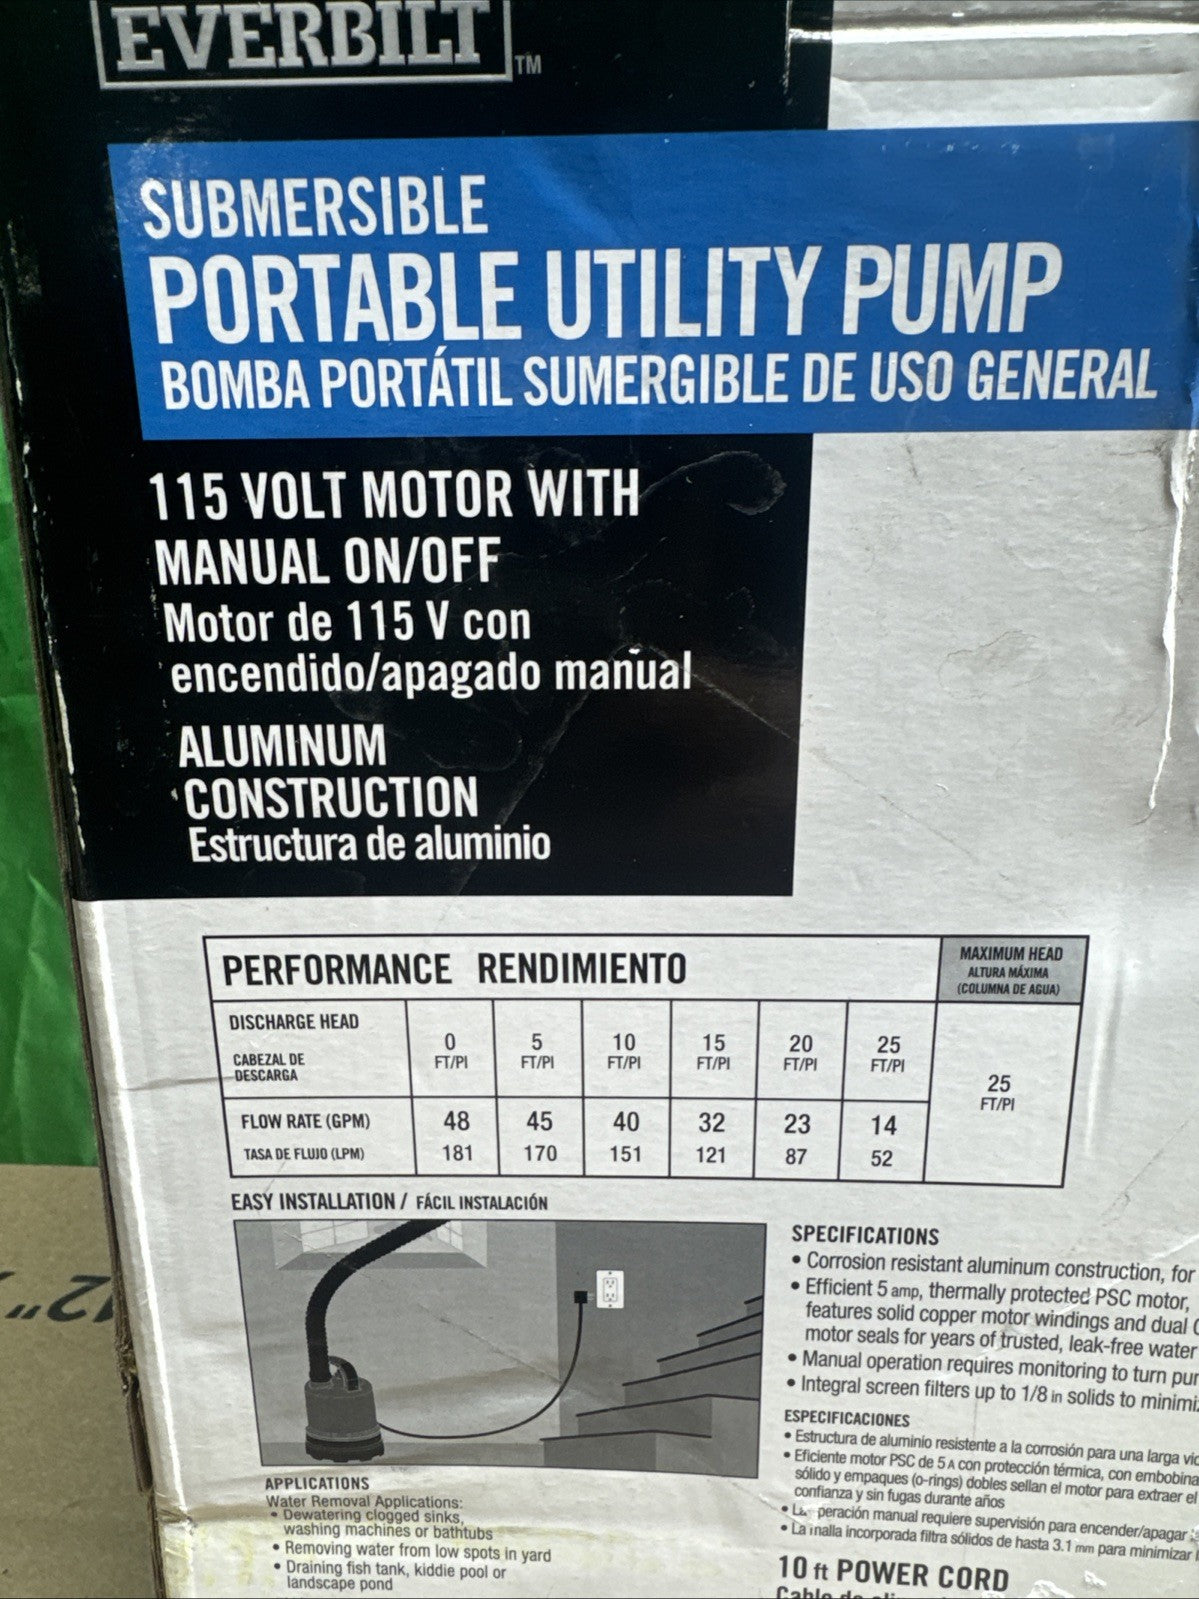 EVERBILT™
SUBMERSIBLE
PORTABLE UTILITY PUMP
BOMBA PORTÁTIL SUMERGIBLE DE USO GENERAL
115 VOLT MOTOR WITH
MANUAL ON/OFF
Motor de 115 V con
encendido/apagado manual
ALUMINUM
CONSTRUCTION
Estructura de aluminio
PERFORMANCE RENDIMIENTO
MAXIMUM HEAD
ALTURA MÁXIMA
(COLUMNA DE AGUA)
DISCHARGE HEAD
CABEZAL DE
DESCARGA
0 5 10 15 20 25
FT/PI FT/PI FT/PI FT/PI FT/PI FT/PI
25
FT/PI
FLOW RATE (GPM) 48 45 40 32 23 14
TASA DE FLUJO (LPM) 181 170 151 121 87 52
EASY INSTALLATION / FÁCIL INSTALACIÓN
12"
APPLICATIONS
Water Removal Applications:
• Dewatering clogged sinks,
washing machines or bathtubs
• Removing water from low spots in yard
• Draining fish tank, kiddie pool or
landscape pond
SPECIFICATIONS
• Corrosion resistant aluminum construction, for
• Efficient 5 amp, thermally protected PSC motor,
features solid copper motor windings and dual
motor seals for years of trusted, leak-free water
• Manual operation requires monitoring to turn
• Integral screen filters up to 1/8 in solids to
ESPECIFICACIONES
• Estructura de aluminio resistente a la corrosión para una larga
• Eficiente motor PSC de 5 A con protección térmica, con
sólido y empaques (o-rings) dobles sellan el motor para extraer el
confianza y sin fugas durante años
• manual requiere supervisión para encender/apagar
• La malla incorporada filtra sólidos de hasta 3.1 mm para minimizar
10 ft POWER CORD
Cable de